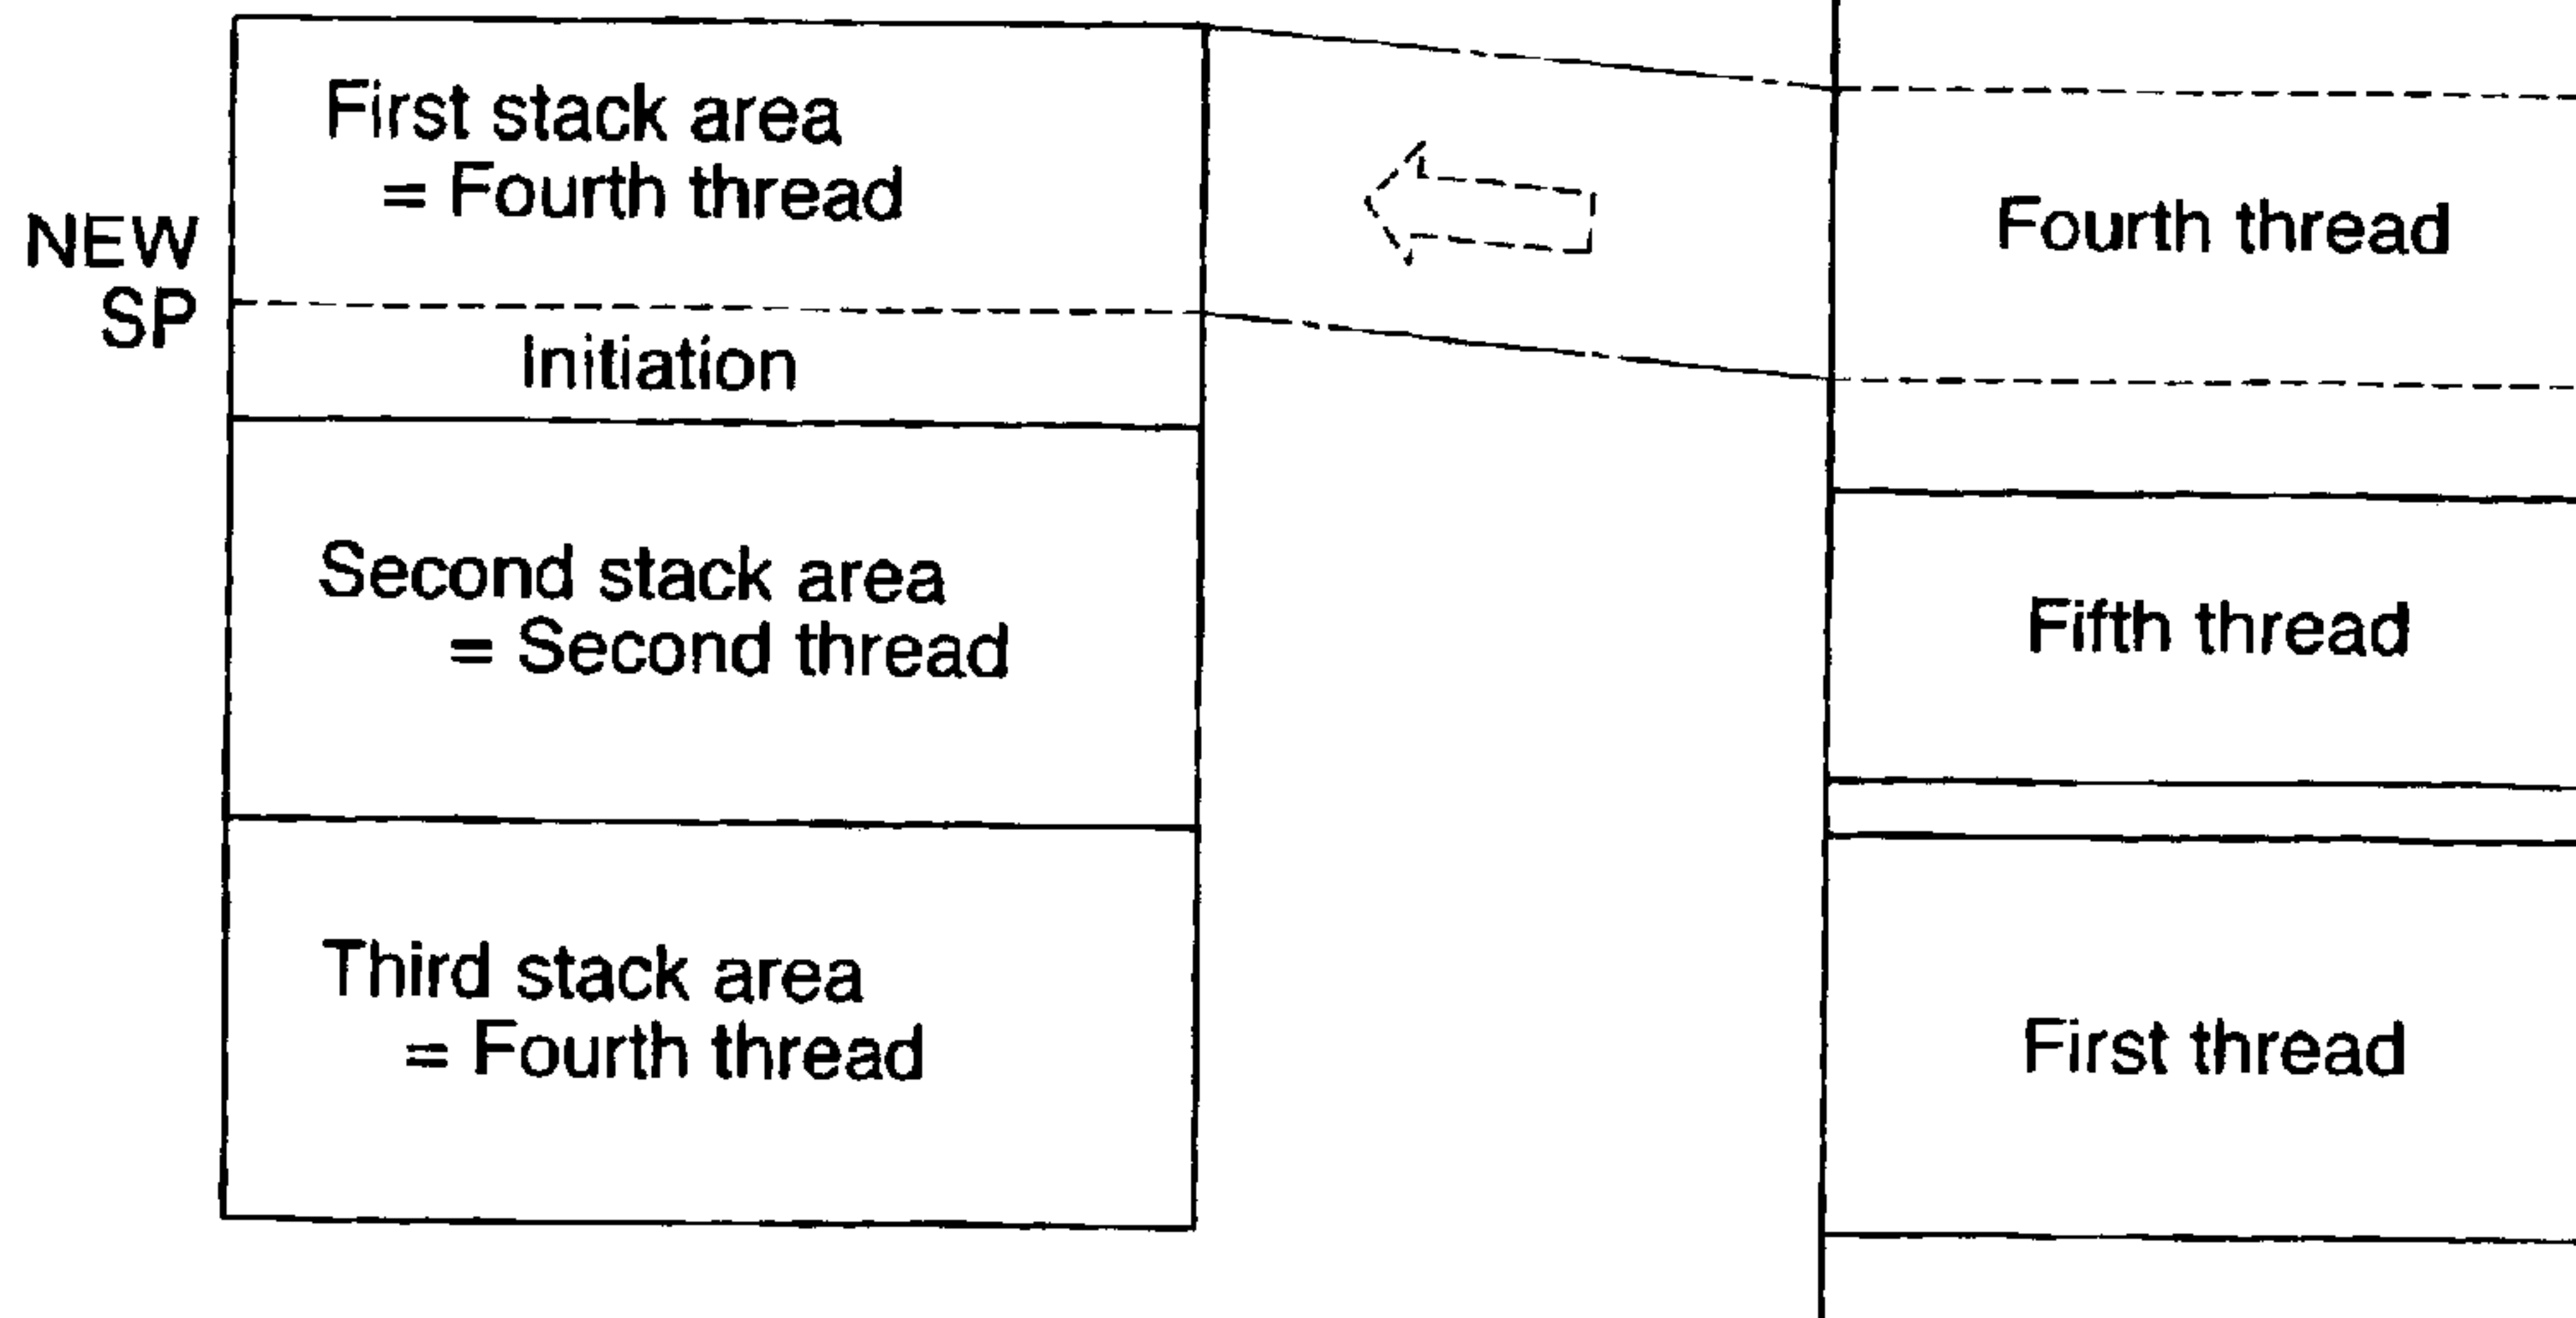 First stack area
= Fourth thread
NEW
SP
Initiation
Second stack area
= Second thread
Third stack area
= Fourth thread
Fourth thread
Fifth thread
First thread